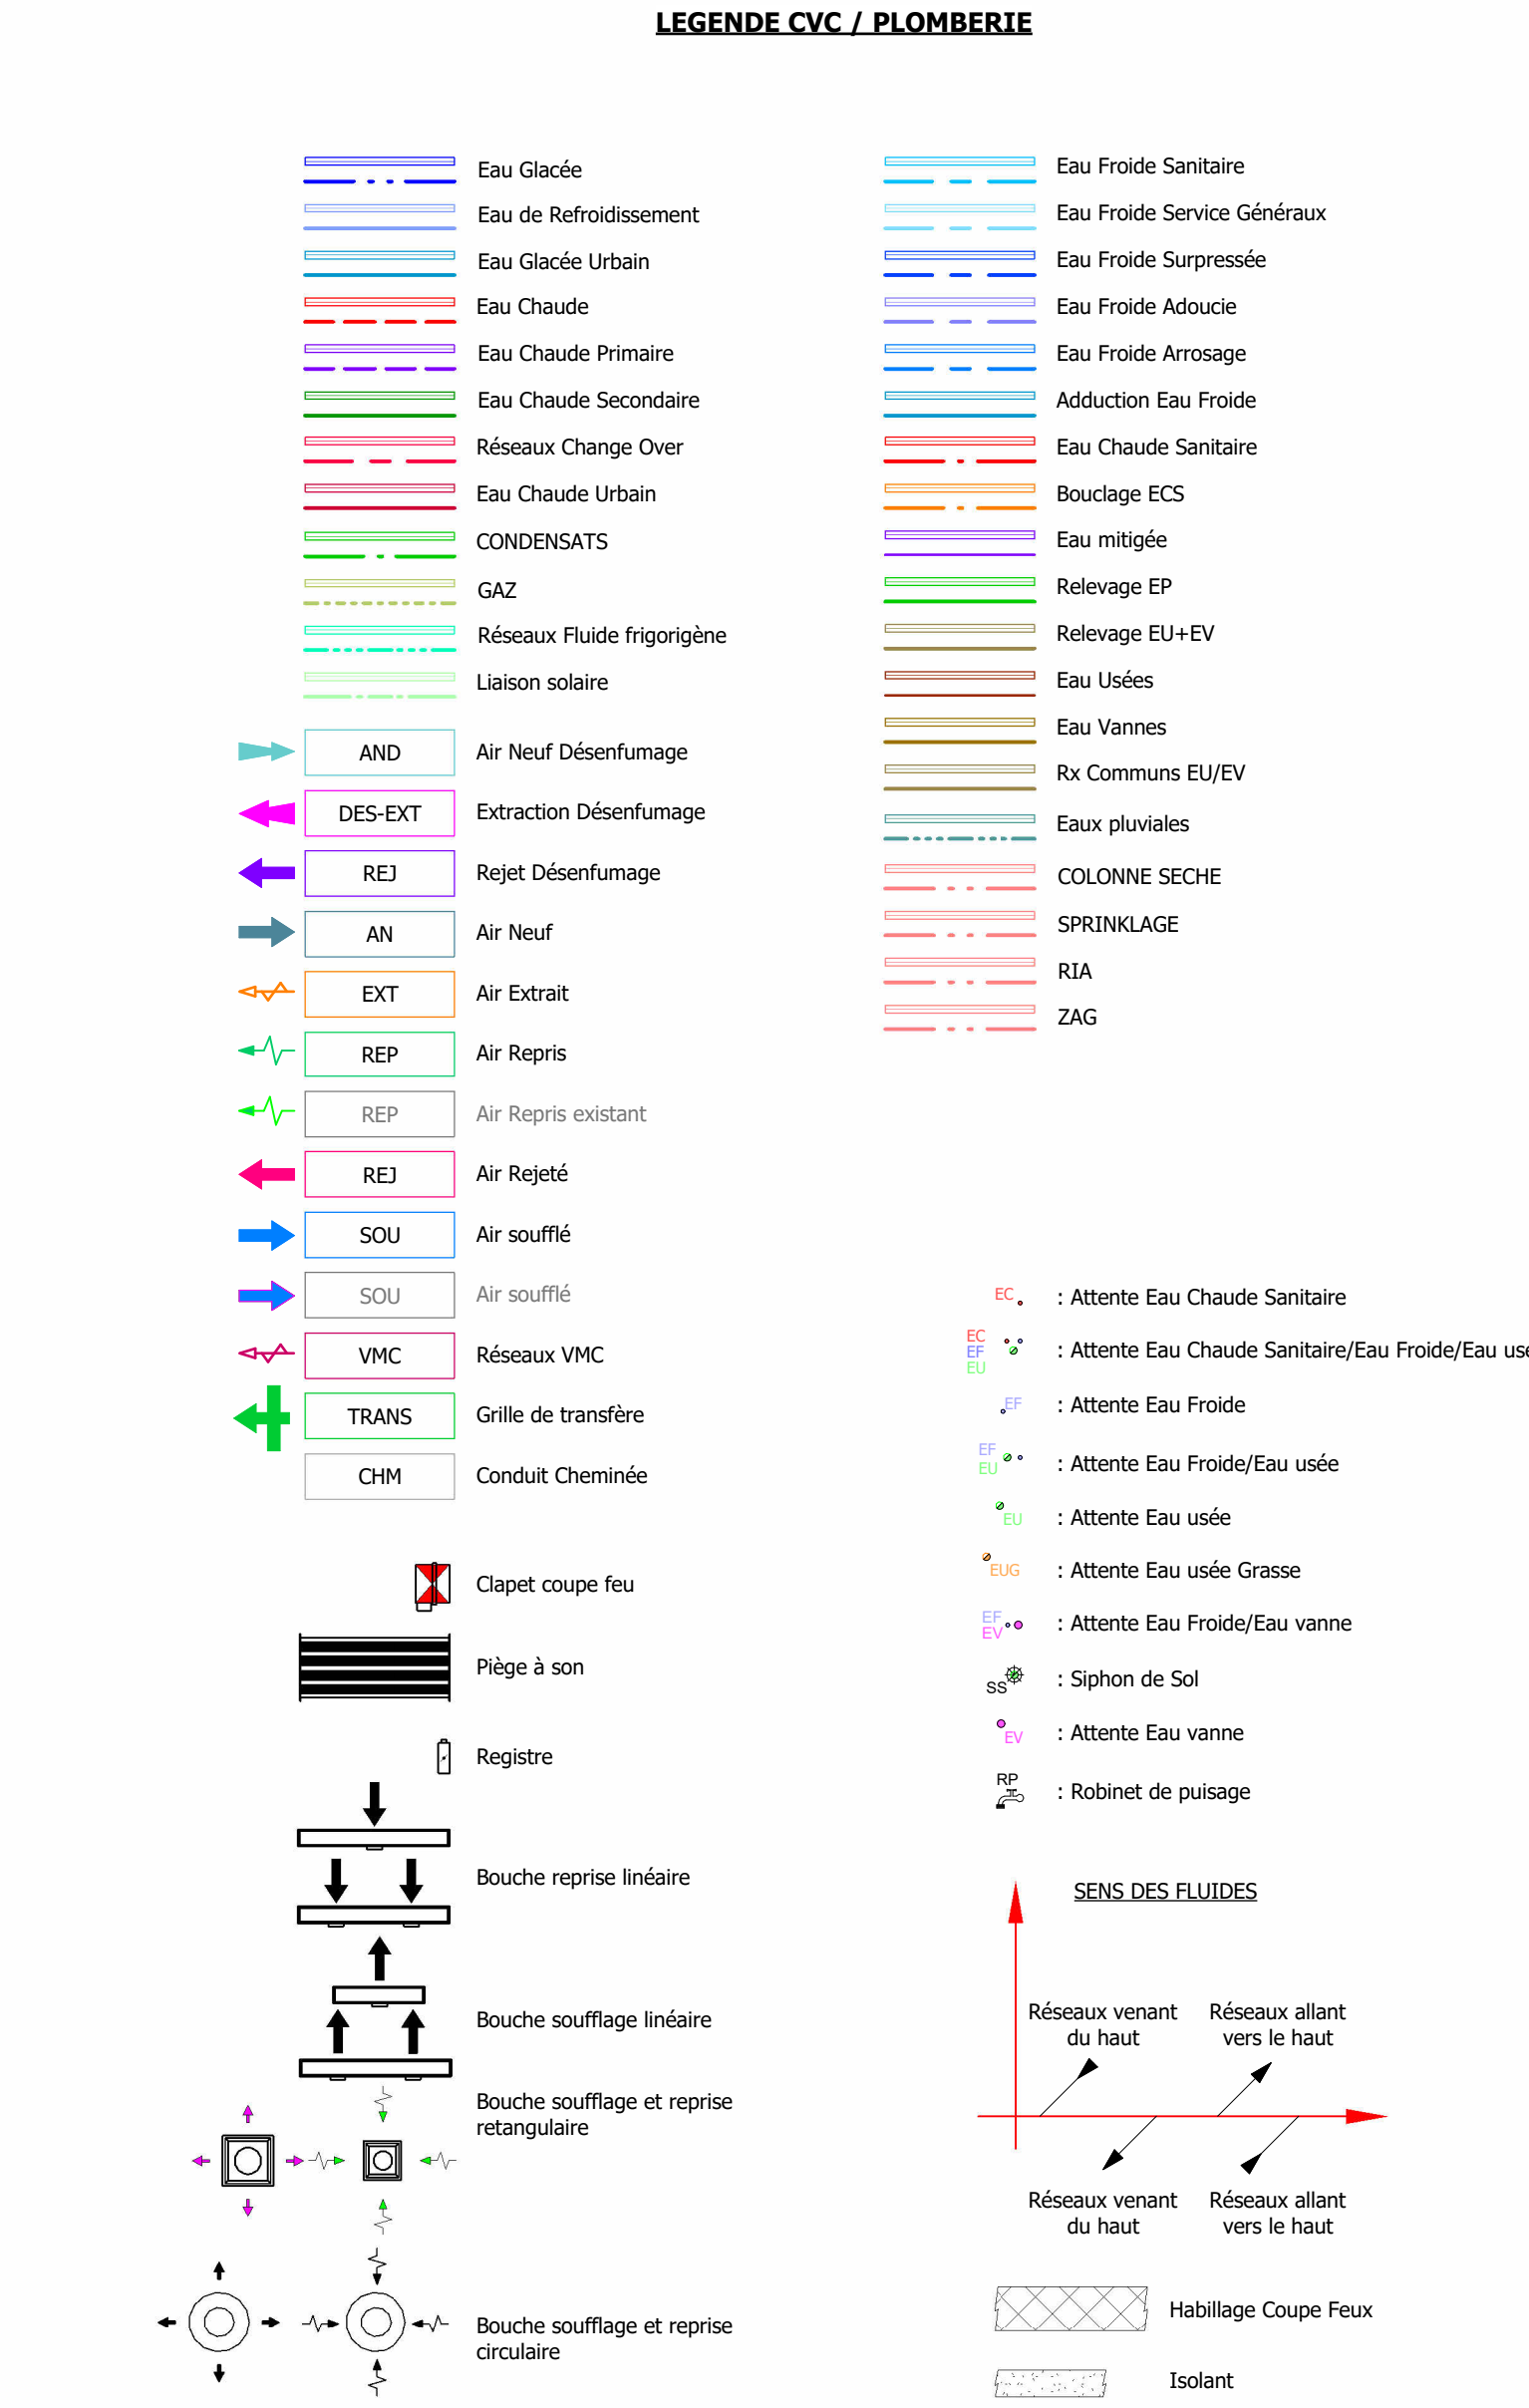 LEGENDE CVC / PLOMBERIE
Eau Glacée
Eau de Refroidissement
Eau Glacée Urbain
Eau Chaude
Eau Chaude Primaire
Eau Chaude Secondaire
Réseaux Change Over
Eau Chaude Urbain
CONDENSATS
GAZ
Réseaux Fluide frigorigène
Liaison solaire
AND Air Neuf Désenfumage
DES-EXT Extraction Désenfumage
REJ Rejet Désenfumage
AN Air Neuf
EXT Air Extrait
REP Air Repris
REP Air Repris existant
REJ Air Rejeté
SOU Air soufflé
SOU Air soufflé
VMC Réseaux VMC
TRANS Grille de transfère
CHM Conduit Cheminée
Clapet coupe feu
Piège à son
Registre
Bouche reprise linéaire
Bouche soufflage linéaire
Bouche soufflage et reprise
retangulaire
Bouche soufflage et reprise
circulaire
Eau Froide Sanitaire
Eau Froide Service Généraux
Eau Froide Surpressée
Eau Froide Adoucie
Eau Froide Arrosage
Adduction Eau Froide
Eau Chaude Sanitaire
Bouclage ECS
Eau mitigée
Relevage EP
Relevage EU+EV
Eau Usées
Eau Vannes
Rx Communs EU/EV
Eaux pluviales
COLONNE SECHE
SPRINKLAGE
RIA
ZAG
EC : Attente Eau Chaude Sanitaire
EC
EF : Attente Eau Chaude Sanitaire/Eau Froide/Eau usé
EU
EF : Attente Eau Froide
EF
EU : Attente Eau Froide/Eau usée
EU : Attente Eau usée
EUG : Attente Eau usée Grasse
EF
EV : Attente Eau Froide/Eau vanne
SS : Siphon de Sol
EV : Attente Eau vanne
RP : Robinet de puisage
SENS DES FLUIDES
Réseaux venant
du haut
Réseaux allant
vers le haut
Réseaux venant
du haut
Réseaux allant
vers le haut
Habillage Coupe Feux
Isolant